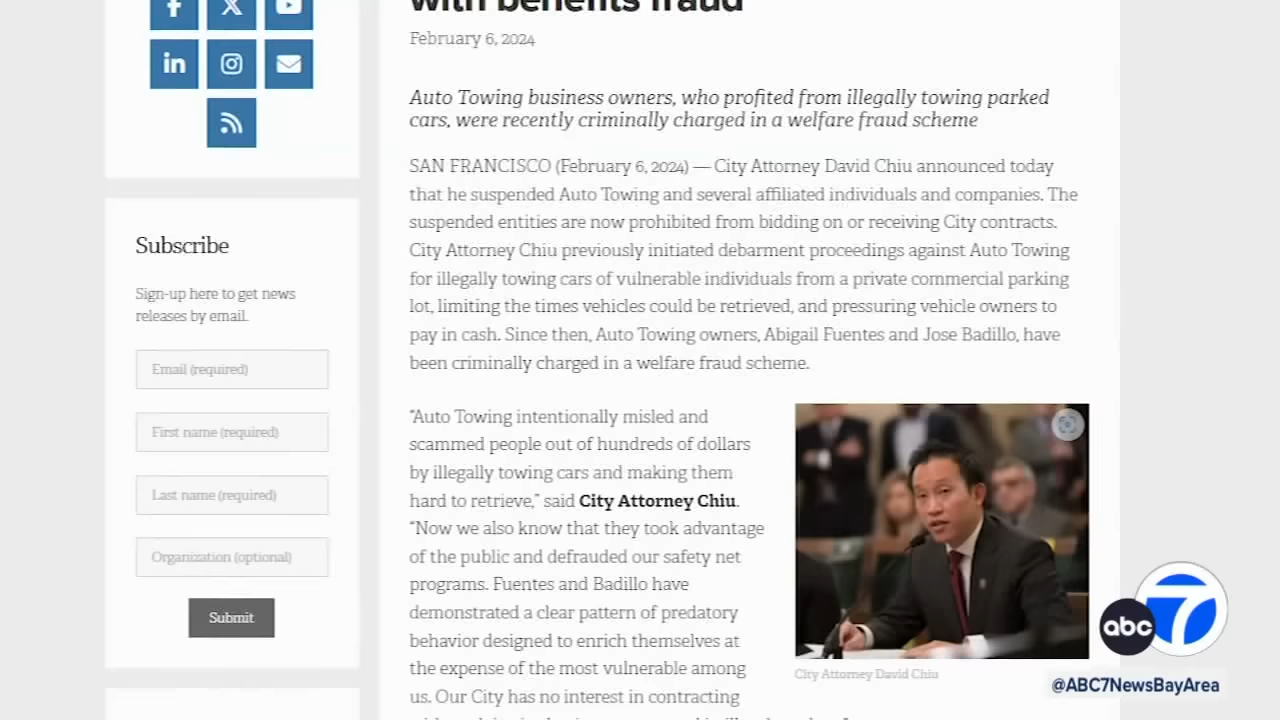 with benefits fraud
February 6, 2024
Auto Towing business owners, who profited from illegally towing parked
cars, were recently criminally charged in a welfare fraud scheme
SAN FRANCISCO (February 6, 2024) — City Attorney David Chiu announced today
that he suspended Auto Towing and several affiliated individuals and companies. The
suspended entities are now prohibited from bidding on or receiving City contracts.
City Attorney Chiu previously initiated debarment proceedings against Auto Towing
for illegally towing cars of vulnerable individuals from a private commercial parking
lot, limiting the times vehicles could be retrieved, and pressuring vehicle owners to
pay in cash. Since then, Auto Towing owners, Abigail Fuentes and Jose Badillo, have
been criminally charged in a welfare fraud scheme.
“Auto Towing intentionally misled and
scammed people out of hundreds of dollars
by illegally towing cars and making them
hard to retrieve,” said City Attorney Chiu.
“Now we also know that they took advantage
of the public and defrauded our safety net
programs. Fuentes and Badillo have
demonstrated a clear pattern of predatory
behavior designed to enrich themselves at
the expense of the most vulnerable among
us. Our City has no interest in contracting
City Attorney David Chiu
Subscribe
Sign-up here to get news
releases by email.
Email (required)
First name (required)
Last name (required)
Organization (optional)
Submit
abc 7
@ABC7NewsBayArea